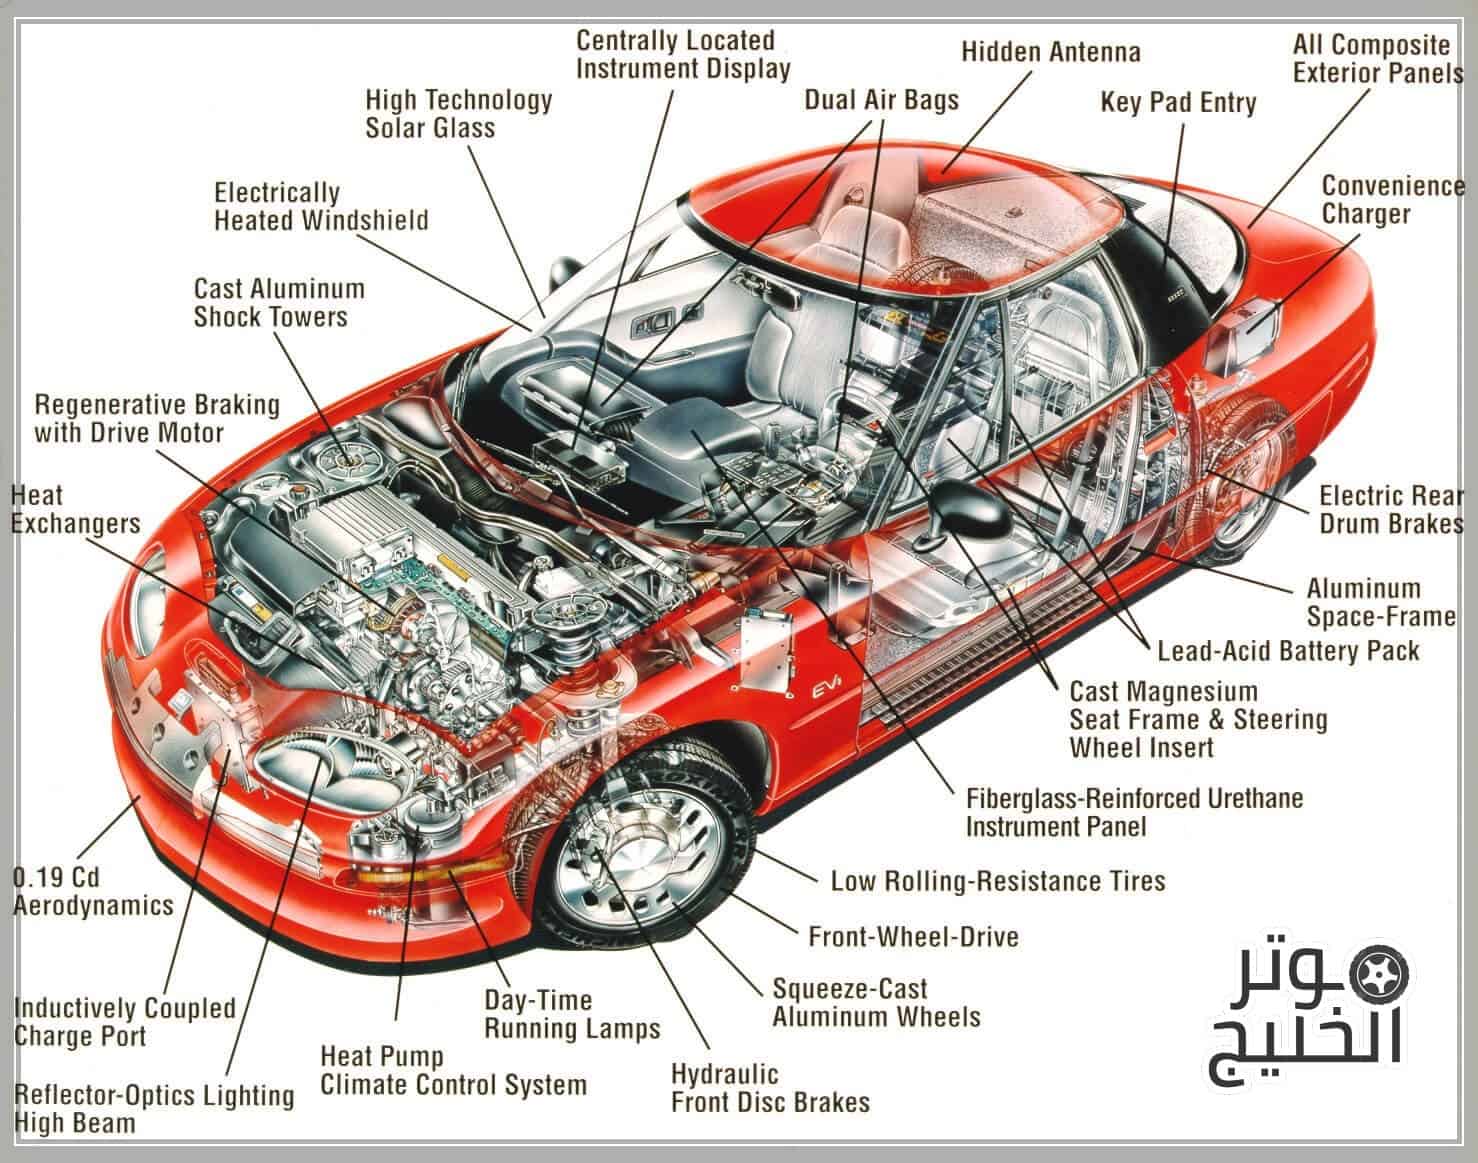 Centrally Located
Instrument Display
Hidden Antenna
All Composite
Exterior Panels
High Technology
Solar Glass
Dual Air Bags
Key Pad Entry
Electrically
Heated Windshield
Convenience
Charger
Cast Aluminum
Shock Towers
Regenerative Braking
with Drive Motor
Heat
Exchangers
Electric Rear
Drum Brakes
Aluminum
Space-Frame
Lead-Acid Battery Pack
Cast Magnesium
Seat Frame & Steering
Wheel Insert
EV1
Fiberglass-Reinforced Urethane
Instrument Panel
0.19 Cd
Aerodynamics
Low Rolling-Resistance Tires
Front-Wheel-Drive
Squeeze-Cast
Aluminum Wheels
Inductively Coupled
Charge Port
Day-Time
Running Lamps
Heat Pump
Climate Control System
Hydraulic
Front Disc Brakes
Reflector-Optics Lighting
High Beam
موتر
الخليج